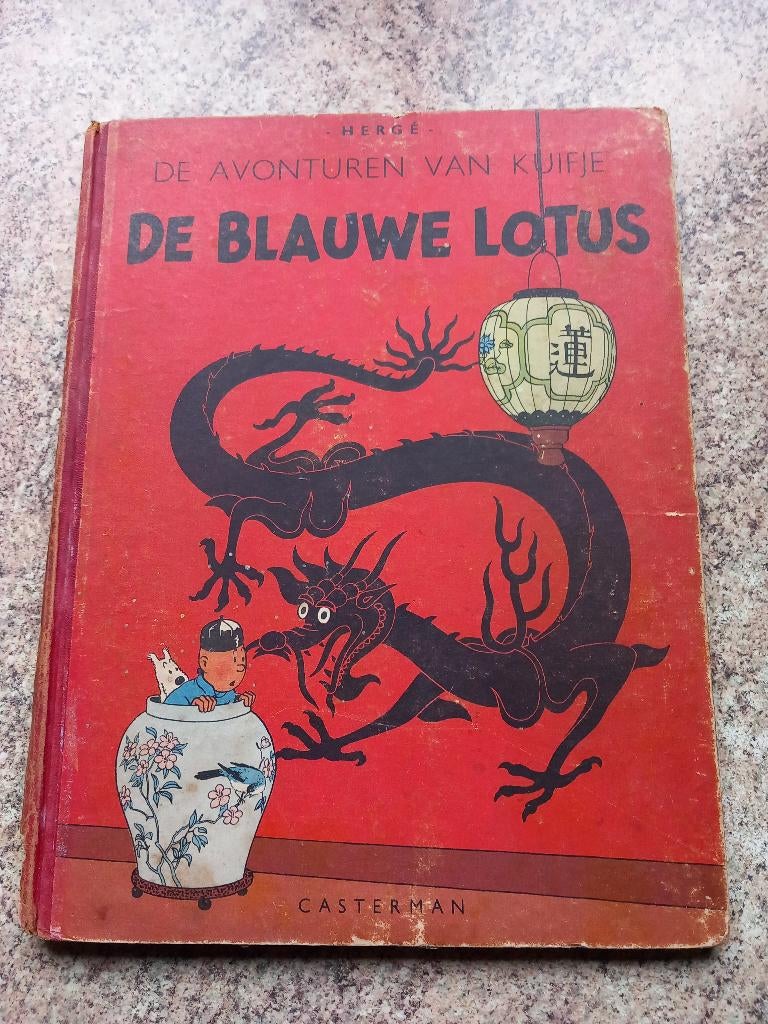 - HERGÉ -
DE AVONTUREN VAN KUIFJE
DE BLAUWE LOTUS
蓮
CASTERMAN